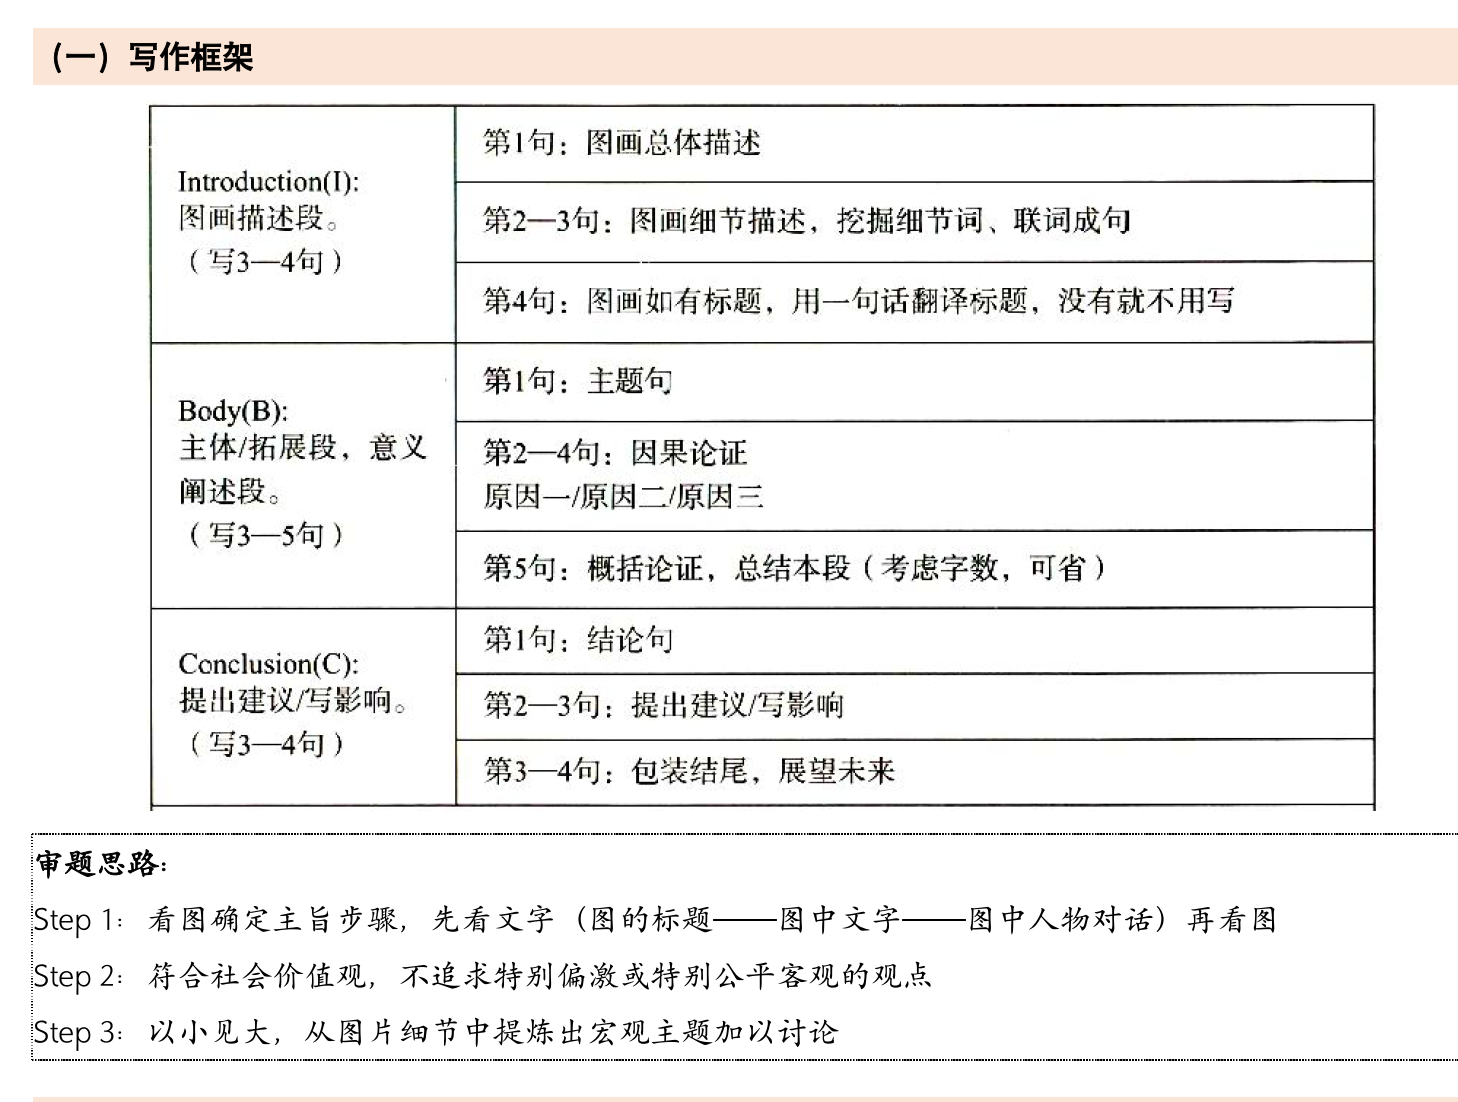 （一）写作框架
Introduction(I):
图画描述段。
（写3—4句）
第1句：图画总体描述
第2—3句：图画细节描述，挖掘细节词、联词成句
第4句：图画如有标题，用一句话翻译标题，没有就不用写
Body(B):
主体/拓展段，意义
阐述段。
（写3—5句）
第1句：主题句
第2—4句：因果论证
原因一/原因二/原因三
第5句：概括论证，总结本段（考虑字数，可省）
Conclusion(C):
提出建议/写影响。
（写3—4句）
第1句：结论句
第2—3句：提出建议/写影响
第3—4句：包装结尾，展望未来
审题思路：
Step 1：看图确定主旨步骤，先看文字（图的标题——图中文字——图中人物对话）再看图
Step 2：符合社会价值观，不追求特别偏激或特别公平客观的观点
Step 3：以小见大，从图片细节中提炼出宏观主题加以讨论